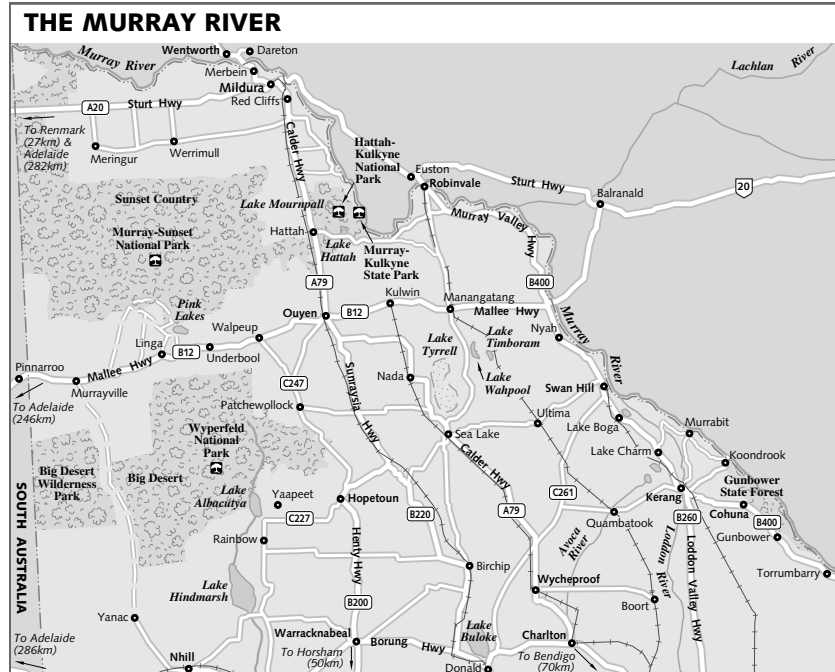 THE MURRAY RIVER
Murray River
Wentworth
Dareton
Merbein
Mildura
Red Cliffs
Lachlan River
A20
Sturt Hwy
To Renmark
(27km) &
Adelaide
(282km)
Meringur
Werrimull
Calder Hwy
Hattah-
Kulkyne
National
Park
Euston
Robinvale
Sturt Hwy
Balranald
20
Sunset Country
Lake Mournpall
Murray-Sunset
National Park
Hattah
Lake
Hattah
Murray-
Kulkyne
State Park
Murray Valley Hwy
A79
B400
Pink
Lakes
Kulwin
Manangatang
Ouyen
B12
Mallee Hwy
Murray River
Walpeup
Linga
B12
Underbool
Lake
Tyrrell
Lake
Timboram
Nyah
Pinnarroo
Mallee Hwy
Murrayville
C247
Sunraysia Hwy
Nada
Lake
Wahpool
Swan Hill
To Adelaide
(246km)
Patchewollock
Ultima
Lake Boga
Murrabit
Wyperfeld
National
Park
Sea Lake
Lake Charm
Koondrook
Big Desert
Wilderness
Park
Big Desert
Lake
Albacutya
Yaapeet
Hopetoun
Calder Hwy
C261
Kerang
Gunbower
State Forest
SOUTH AUSTRALIA
C227
B220
A79
Quambatook
B260
Cohuna
B400
Rainbow
Henty Hwy
Avoca
River
Loddon River
Loddon Valley Hwy
Gunbower
Birchip
Torrumbarry
Lake
Hindmarsh
B200
Wycheproof
Boort
Yanac
Lake
Buloke
To Adelaide
(286km)
Warracknabeal
Borung Hwy
Charlton
Nhill
To Horsham
(50km)
Donald
To Bendigo
(70km)